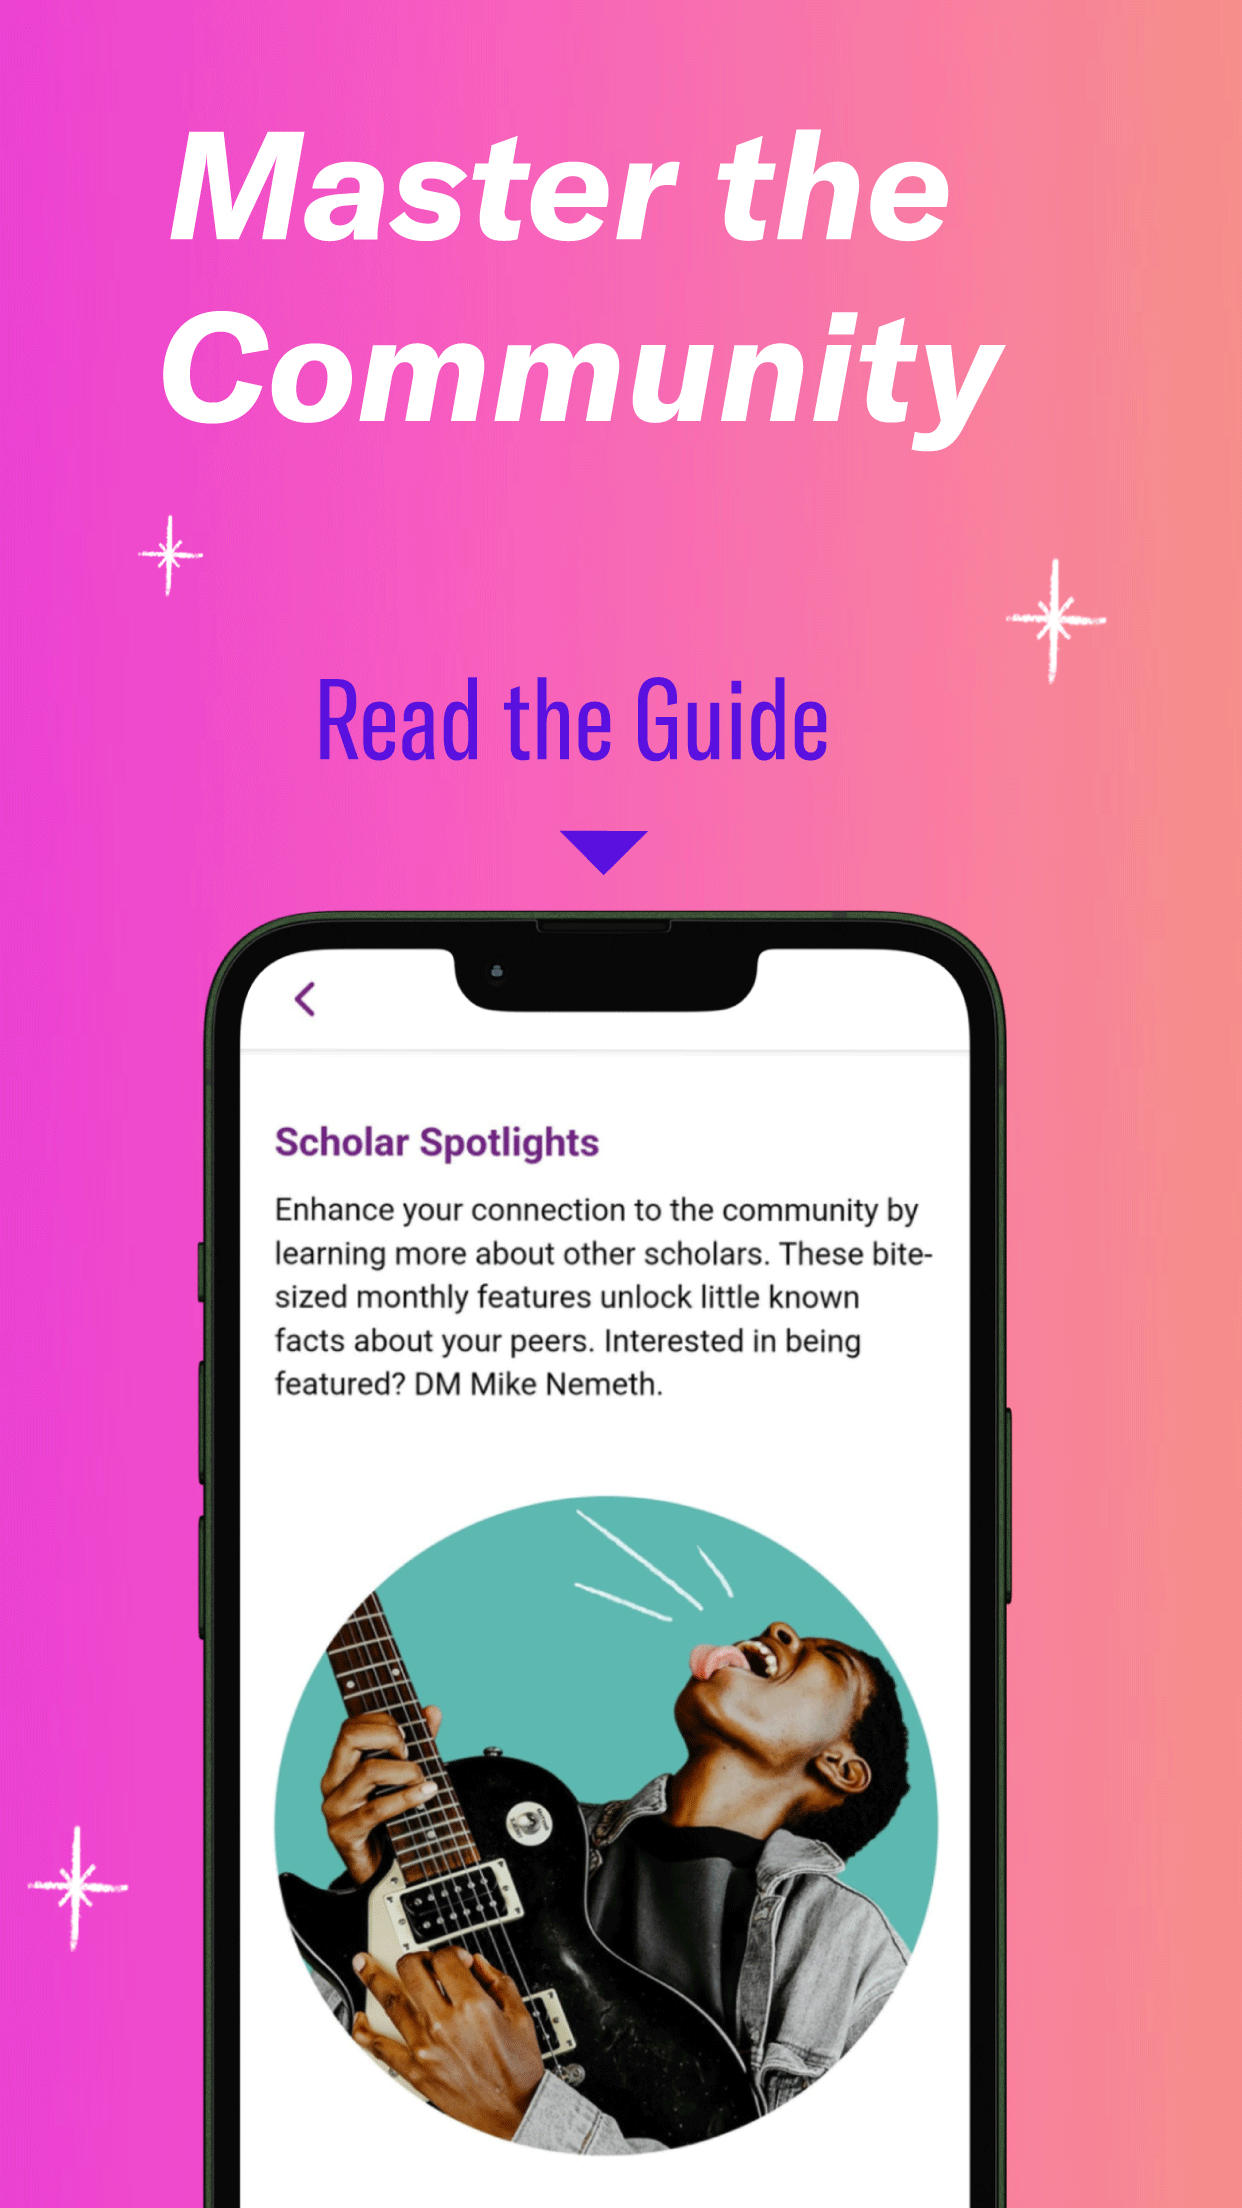 Master the
Community
Read the Guide
Scholar Spotlights
Enhance your connection to the community by
learning more about other scholars. These bite-
sized monthly features unlock little known
facts about your peers. Interested in being
featured? DM Mike Nemeth.